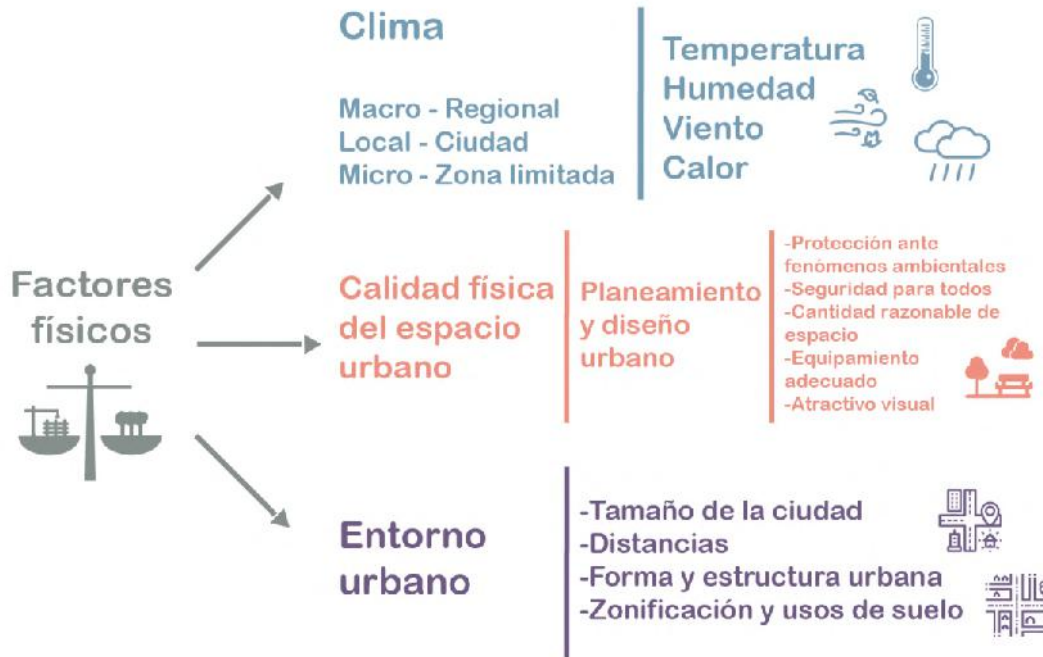 Factores
físicos
Clima
Macro - Regional
Local - Ciudad
Micro - Zona limitada
Temperatura
Humedad
Viento
Calor
Calidad física
del espacio
urbano
Planeamiento
y diseño
urbano
-Protección ante
fenómenos ambientales
-Seguridad para todos
-Cantidad razonable de
espacio
-Equipamiento
adecuado
-Atractivo visual
Entorno
urbano
-Tamaño de la ciudad
-Distancias
-Forma y estructura urbana
-Zonificación y usos de suelo